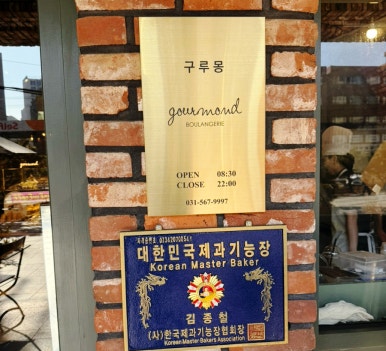 구루몽
gourmond
BOULANGERIE
OPEN 08:30
CLOSE 22:00
031-567-9997
대한민국제과기능장
Korean Master Baker
김종철
(사)한국제과기능장협회장
Korean Master Bakers Association